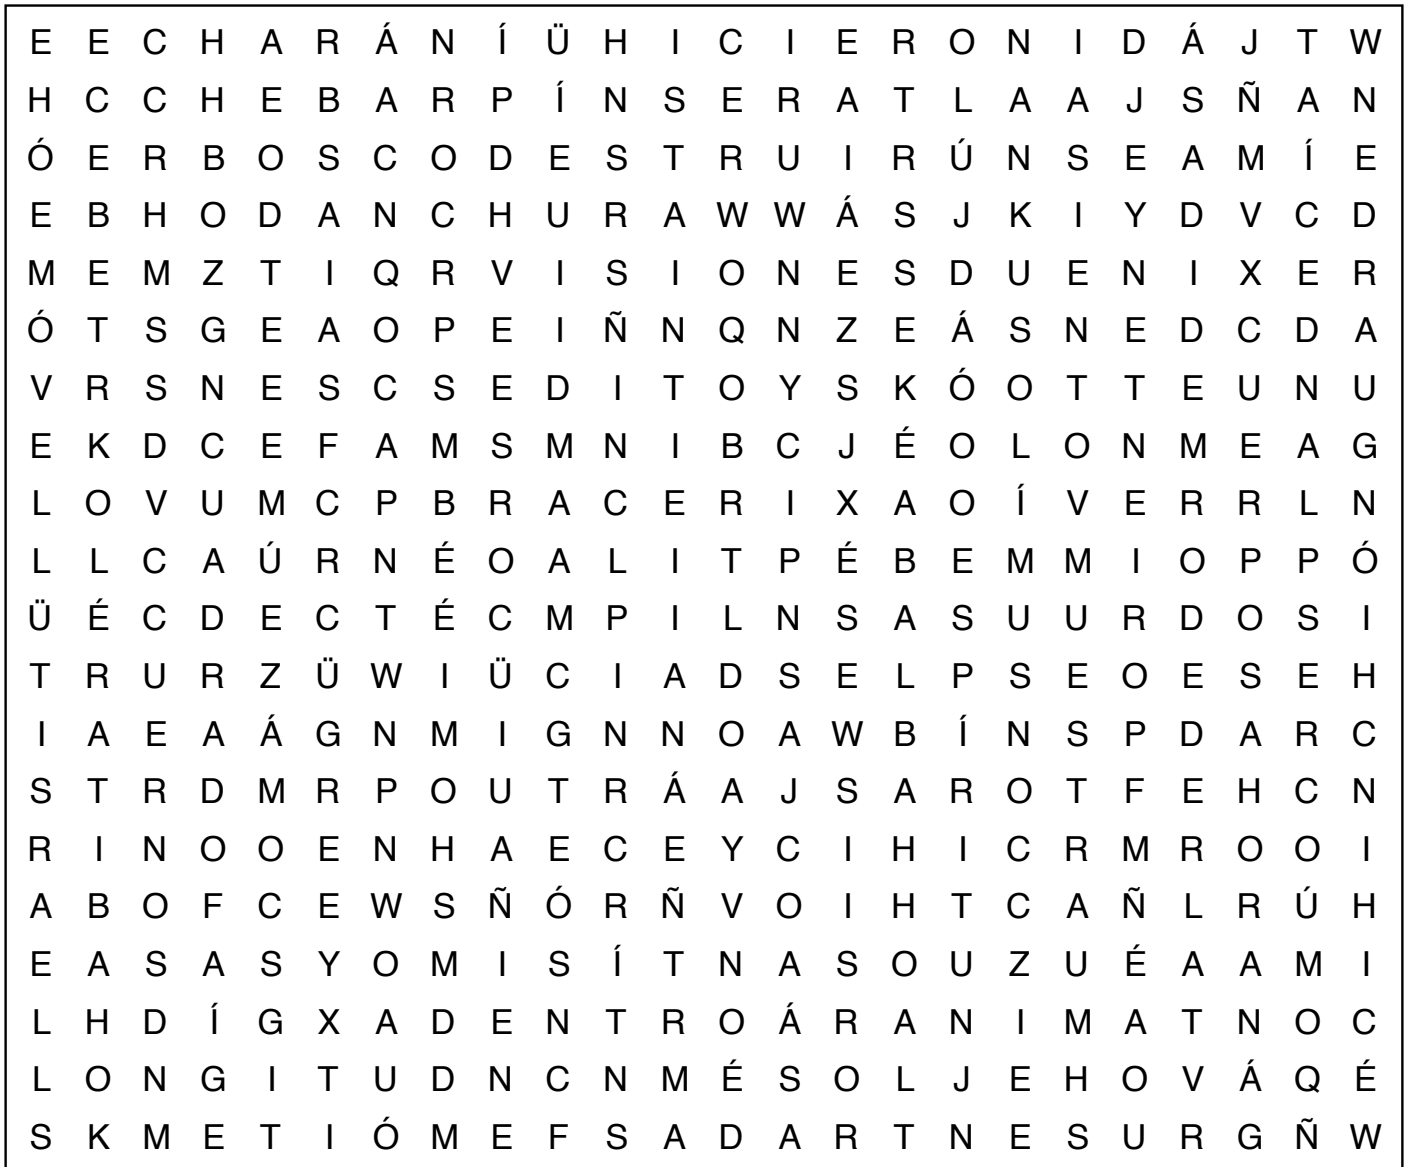 E E C H A R Á N Í Ü H I C I E R O N I D Á J T W
H C C H E B A R P Í N S E R A T L A A J S Ñ A N
Ó E R B O S C O D E S T R U I R Ú N S E A M Í E
E B H O D A N C H U R A W W Á S J K I Y D V C D
M E M Z T I Q R V I S I O N E S D U E N I X E R
Ó T S G E A O P E I Ñ N Q N Z E Á S N E D C D A
V R S N E S C S E D I T O Y S K Ó O T T E U N U
E K D C E F A M S M N I B C J É O L O N M E A G
L O V U M C P B R A C E R I X A O Í V E R R L N
L L C A Ú R N É O A L I T P É B E M M I O P P Ó
Ü É C D E C T É C M P I L N S A S U U R D O S I
T R U R Z Ü W I Ü C I A D S E L P S E O E S E H
I A E A Á G N M I G N N O A W B Í N S P D A R C
S T R D M R P O U T R Á A J S A R O T F E H C N
R I N O O E N H A E C E Y C I H I C R M R O O I
A B O F C E W S Ñ Ó R Ñ V O I H T C A Ñ L R Ú H
E A S A S Y O M I S Í T N A S O U Z U É A A M I
L H D Í G X A D E N T R O Á R A N I M A T N O C
L O N G I T U D N C N M É S O L J E H O V Á Q É
S K M E T I Ó M E F S A D A R T N E S U R G Ñ W